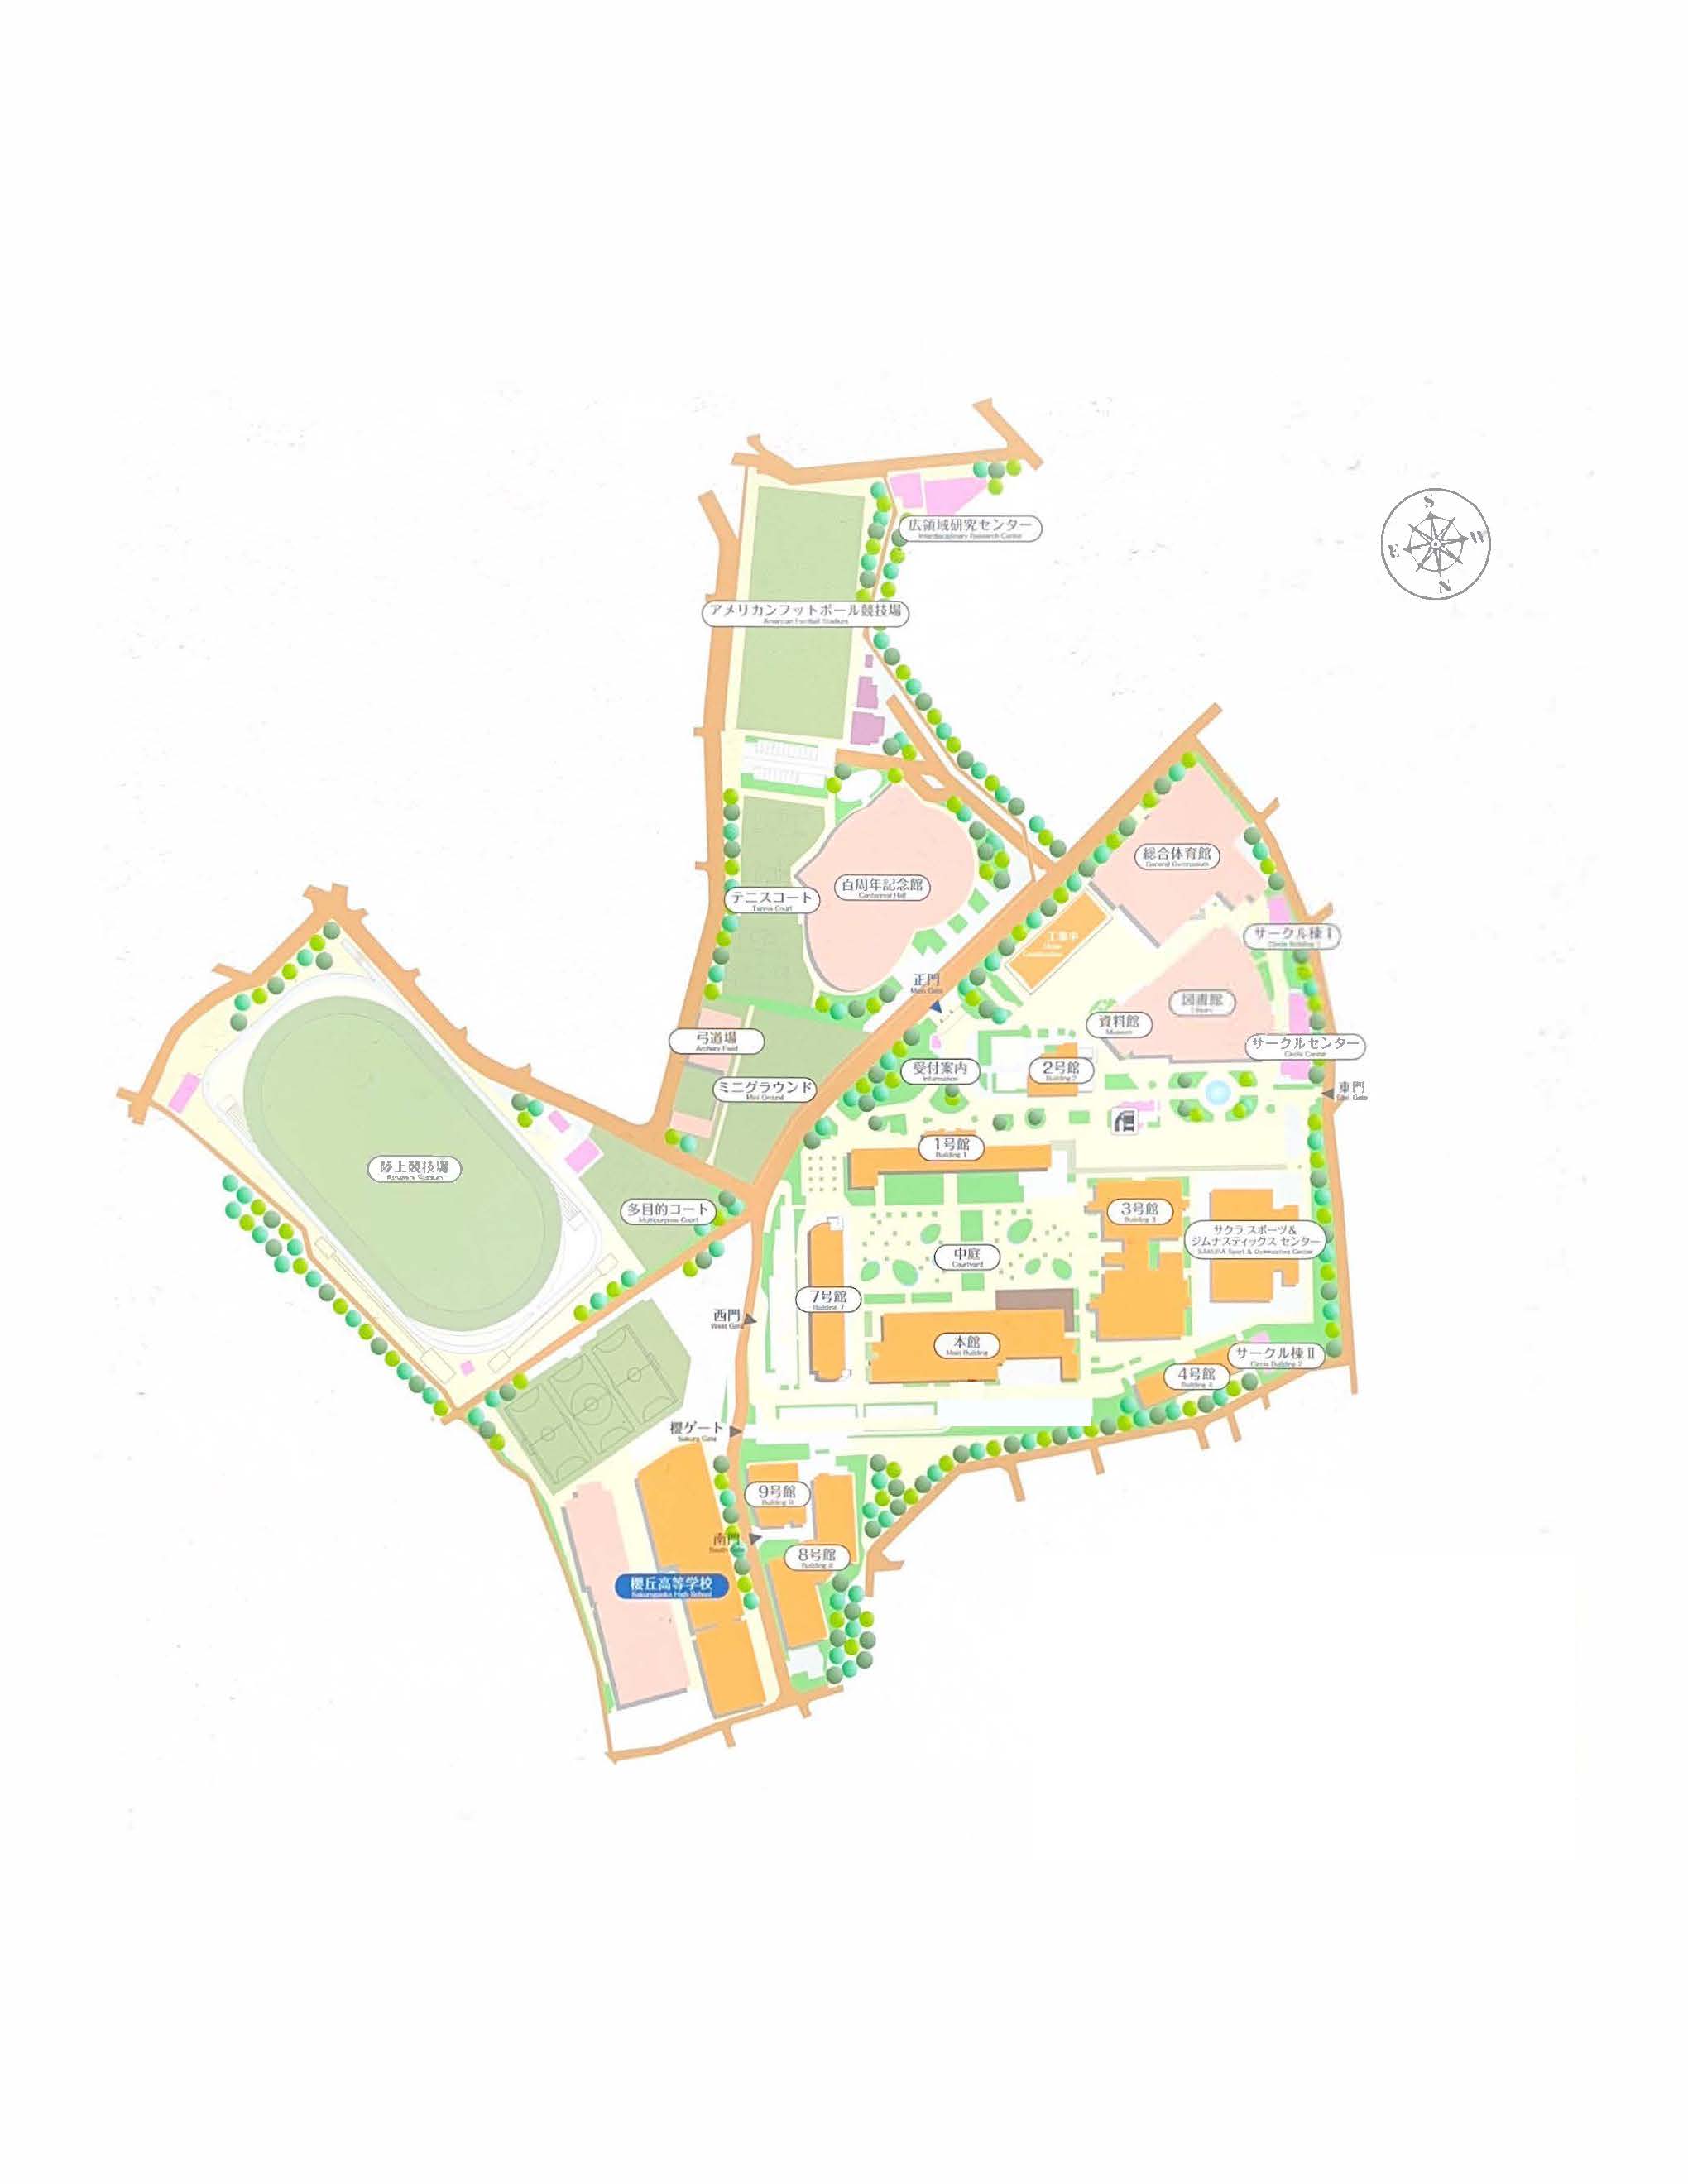 S
E
W
N
広領域研究センター
Interdisciplinary Research Center
アメリカンフットボール競技場
American Football Stadium
総合体育館
General Gymnasium
百周年記念館
Centennial Hall
テニスコート
Tennis Court
工事中
サークル棟 I
正門
Main Gate
図書館
Library
資料館
Museum
弓道場
Archery Field
サークルセンター
Circle Center
受付案内
Information
2号館
Building 2
ミニグラウンド
Mini Ground
東門
East Gate
1号館
Building 1
陸上競技場
多目的コート
Multipurpose Court
3号館
Building 3
サクラ スポーツ&
ジムナスティックス センター
SAKURA Sport & Gymnastics Center
中庭
Courtyard
7号館
Building 7
西門
West Gate
本館
Main Building
サークル棟 II
Circle Building 2
4号館
Building 4
櫻ゲート
Sakura Gate
9号館
南門
South Gate
8号館
Building 8
櫻丘高等学校
Sakuragaoka High School